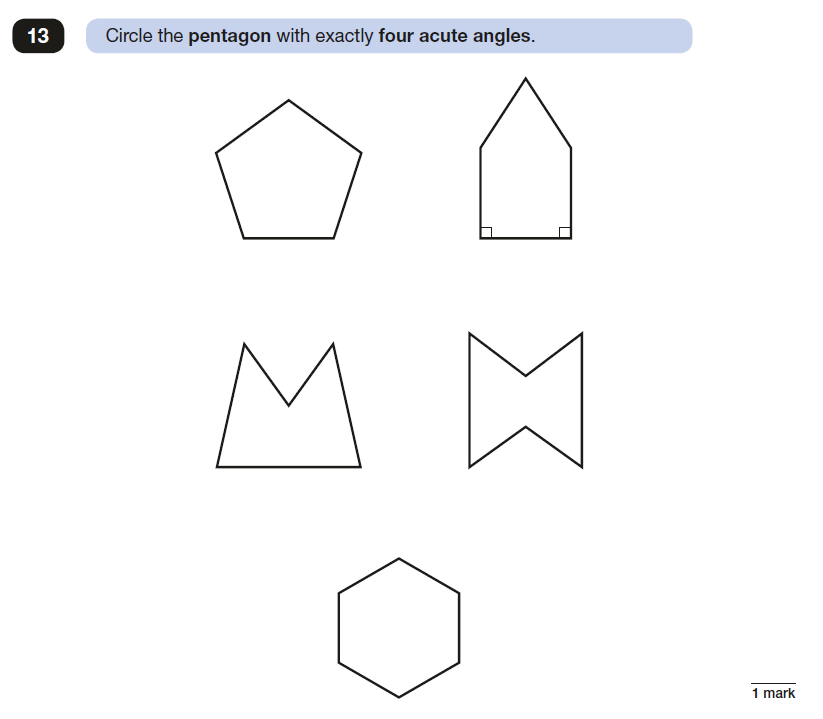 13 Circle the pentagon with exactly four acute angles.
1 mark